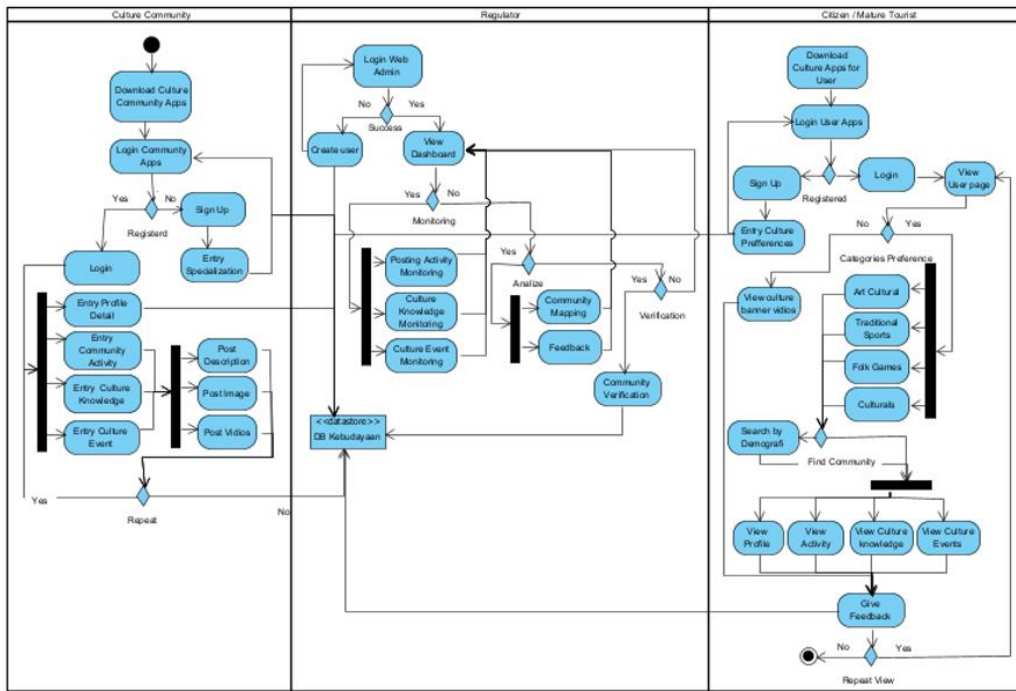 Culture Community
Regulator
Citizen / Mature Tourist
Download Culture
Community Apps
Login Community
Apps
Yes
No
Registerd
Sign Up
Entry
Specialization
Login
Entry Profile
Detail
Entry
Community
Activity
Entry Culture
Knowledge
Entry Culture
Event
Post
Description
Post Image
Post Vidios
Yes
Repeat
No
Login Web
Admin
No
Yes
Success
Create user
View
Dashboard
Yes
No
Monitoring
Posting Activity
Monitoring
Culture
Knowledge
Monitoring
Culture Event
Monitoring
Yes
Analize
Yes
No
Verification
Community
Mapping
Feedback
Community
Verification
<<datastore>>
DB Kebudayaan
Download
Culture Apps for
User
Login User Apps
Sign Up
Registered
Login
View
User page
Entry Culture
Prefferences
No
Yes
Categories Preference
View culture
banner vidios
Art Cultural
Traditional
Sports
Folk Games
Culturals
Search by
Demografi
Find Community
View
Profile
View
Activity
View Culture
knowledge
View Culture
Events
Give
Feedback
No
Yes
Repeat View